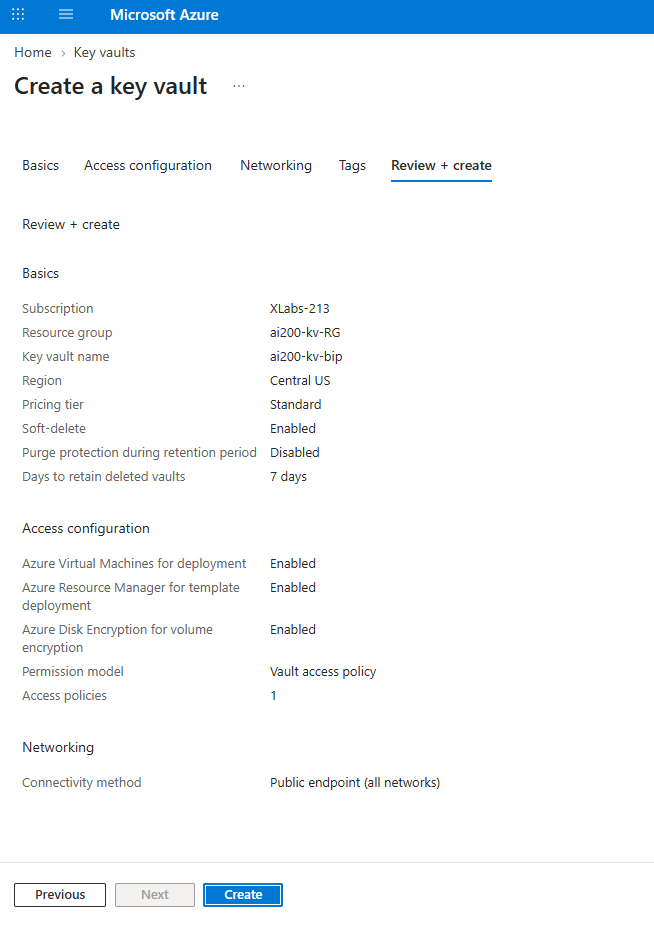 Microsoft Azure
Home > Key vaults
Create a key vault ...
Basics Access configuration Networking Tags Review + create
Review + create
Basics
Subscription XLabs-213
Resource group ai200-kv-RG
Key vault name ai200-kv-bip
Region Central US
Pricing tier Standard
Soft-delete Enabled
Purge protection during retention period Disabled
Days to retain deleted vaults 7 days
Access configuration
Azure Virtual Machines for deployment Enabled
Azure Resource Manager for template Enabled
deployment
Azure Disk Encryption for volume Enabled
encryption
Permission model Vault access policy
Access policies 1
Networking
Connectivity method Public endpoint (all networks)
Previous Next Create